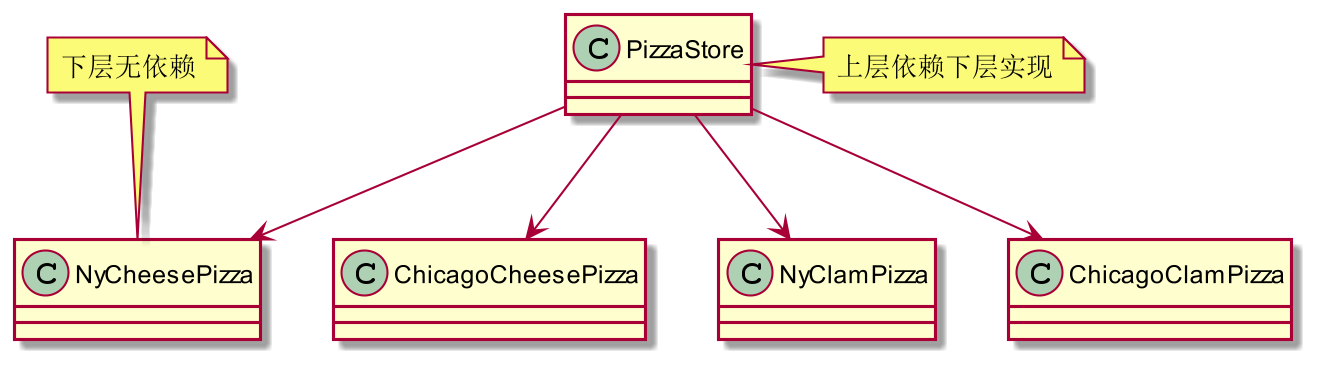 下层无依赖
C PizzaStore
上层依赖下层实现
C NyCheesePizza
C ChicagoCheesePizza
C NyClamPizza
C ChicagoClamPizza